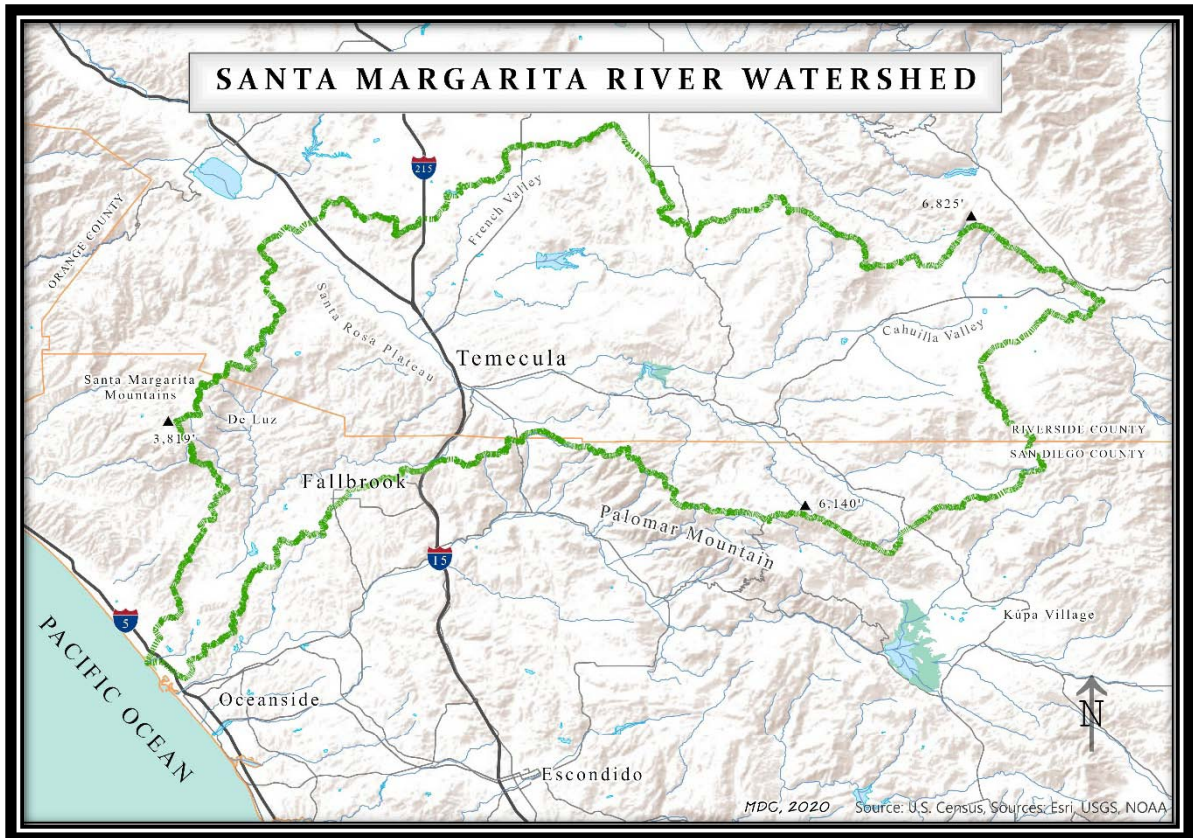 SANTA MARGARITA RIVER WATERSHED
215
French Valley
6,825'
ORANGE COUNTY
Santa Rosa Plateau
Cahuilla Valley
Temecula
Santa Margarita
Mountains
De Luz
3,819'
RIVERSIDE COUNTY
SAN DIEGO COUNTY
Fallbrook
6,140'
Palomar Mountain
15
5
Kúpa Village
PACIFIC OCEAN
Oceanside
N
Escondido
MDC, 2020
Source: U.S. Census, Sources: Esri, USGS, NOAA